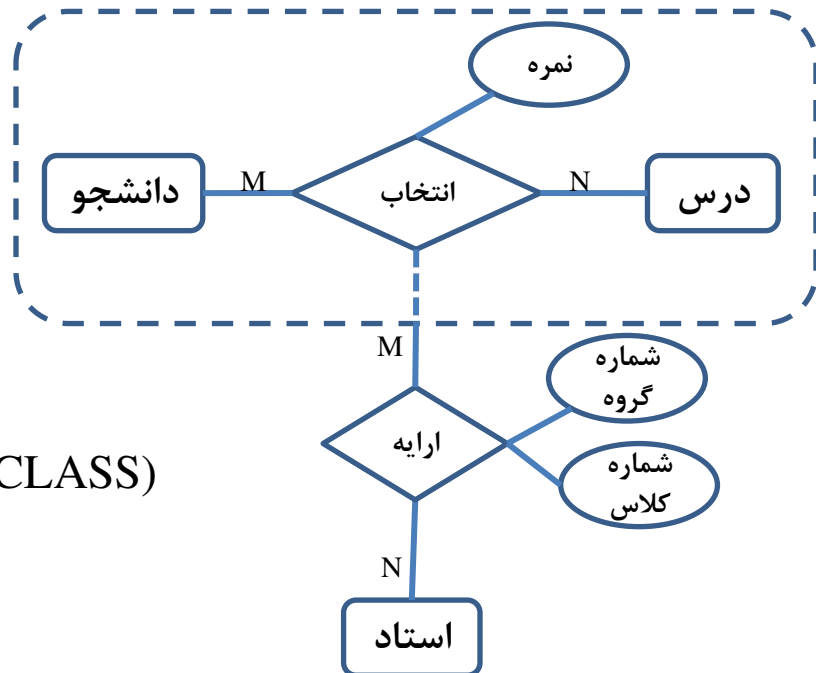 نمره
دانشجو
M
انتخاب
N
درس
M
شماره
گروه
ارایه
CLASS)
شماره
کلاس
N
استاد